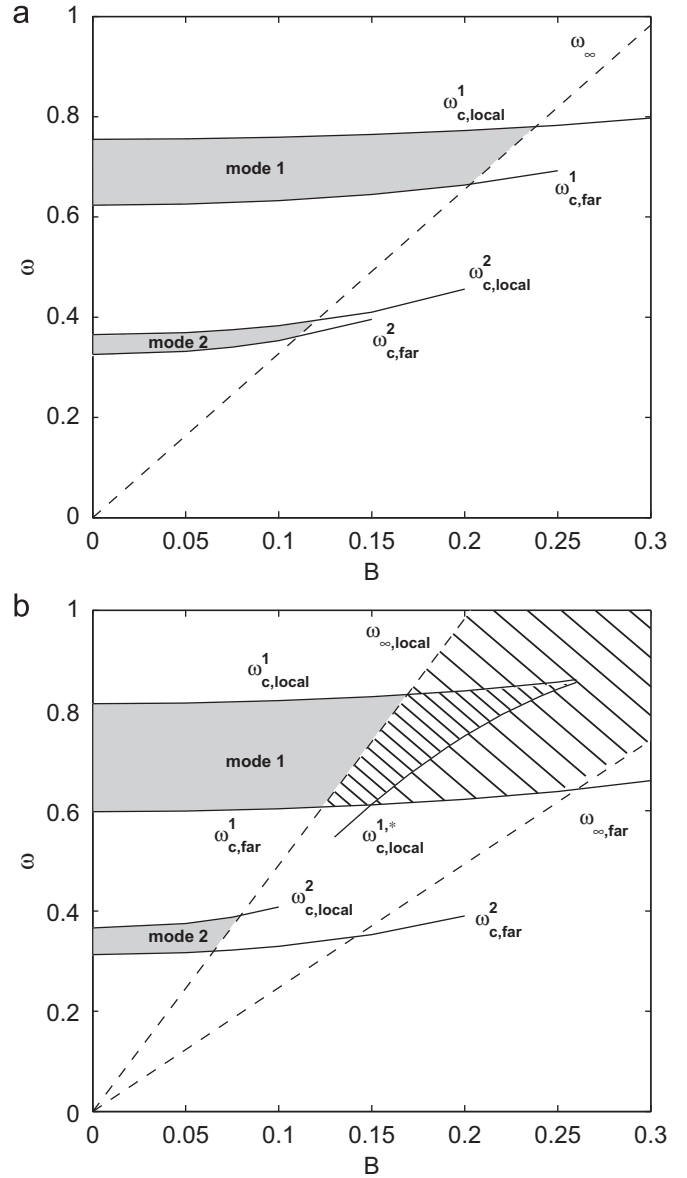 a
1
ω∞
0.8
ω¹c,local
mode 1
ω¹c,far
0.6
ω
ω²c,local
0.4
mode 2
ω²c,far
0.2
0
0 0.05 0.1 0.15 0.2 0.25 0.3
B
b
1
ω∞,local
ω¹c,local
0.8
mode 1
0.6
ω¹c,far
ω¹,*c,local
ω∞,far
ω
ω²c,local
0.4
mode 2
ω²c,far
0.2
0
0 0.05 0.1 0.15 0.2 0.25 0.3
B